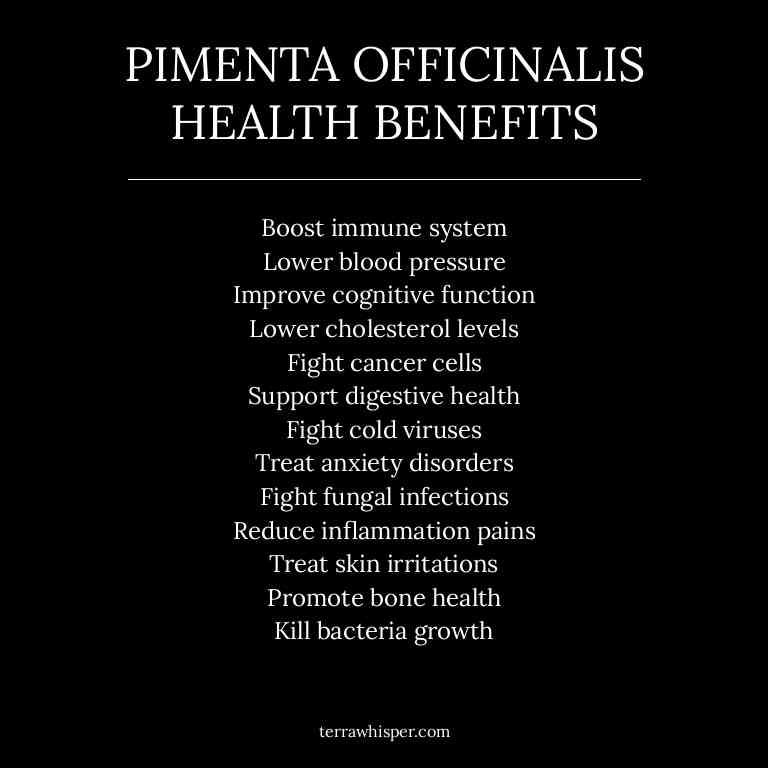 PIMENTA OFFICINALIS
HEALTH BENEFITS
Boost immune system
Lower blood pressure
Improve cognitive function
Lower cholesterol levels
Fight cancer cells
Support digestive health
Fight cold viruses
Treat anxiety disorders
Fight fungal infections
Reduce inflammation pains
Treat skin irritations
Promote bone health
Kill bacteria growth
terrawhisper.com